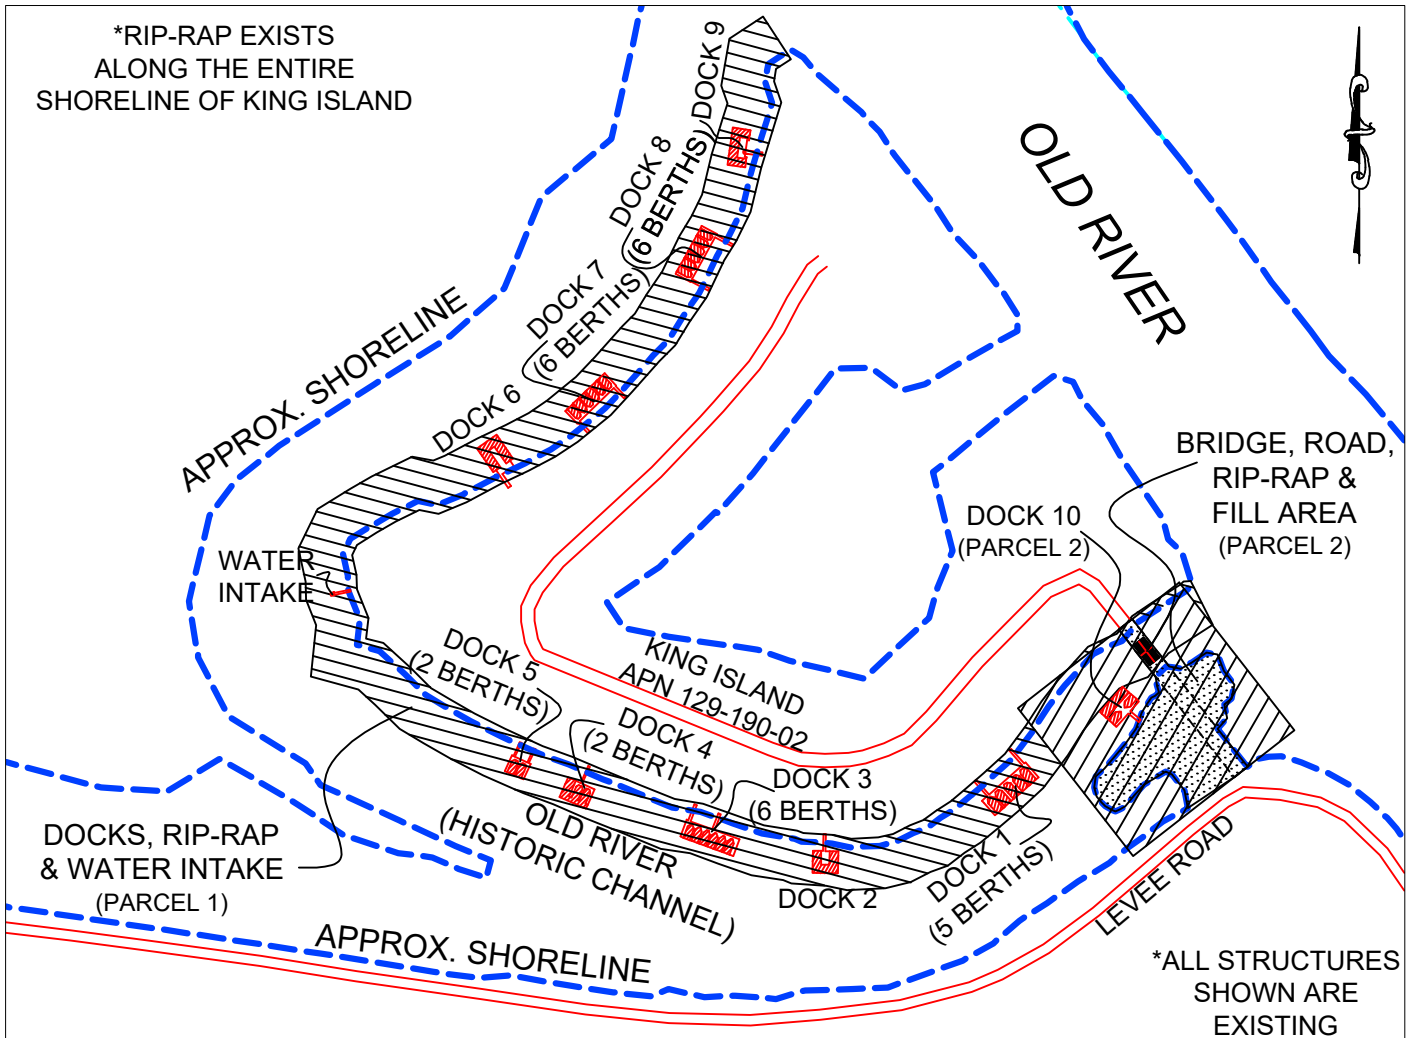 *RIP-RAP EXISTS
ALONG THE ENTIRE
SHORELINE OF KING ISLAND
DOCK 9
DOCK 8
(6 BERTHS)
DOCK 7
(6 BERTHS)
DOCK 6
OLD RIVER
APPROX. SHORELINE
BRIDGE, ROAD,
RIP-RAP &
FILL AREA
(PARCEL 2)
DOCK 10
(PARCEL 2)
WATER
INTAKE
KING ISLAND
APN 129-190-02
DOCK 5
(2 BERTHS)
DOCK 4
(2 BERTHS)
DOCK 3
(6 BERTHS)
DOCK 2
DOCK 1
(5 BERTHS)
OLD RIVER
(HISTORIC CHANNEL)
DOCKS, RIP-RAP
& WATER INTAKE
(PARCEL 1)
LEVEE ROAD
APPROX. SHORELINE
*ALL STRUCTURES
SHOWN ARE
EXISTING